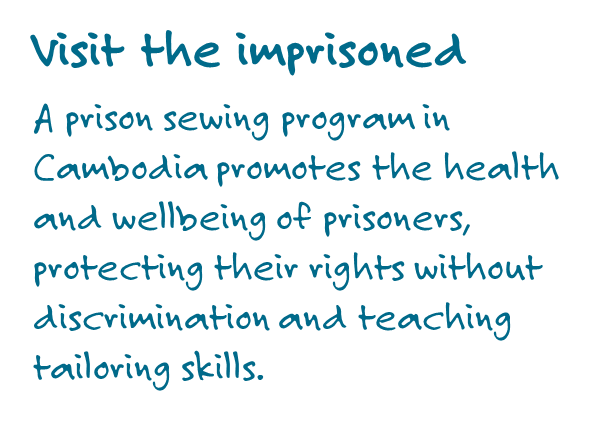 Visit the imprisoned
A prison sewing program in
Cambodia promotes the health
and wellbeing of prisoners,
protecting their rights without
discrimination and teaching
tailoring skills.